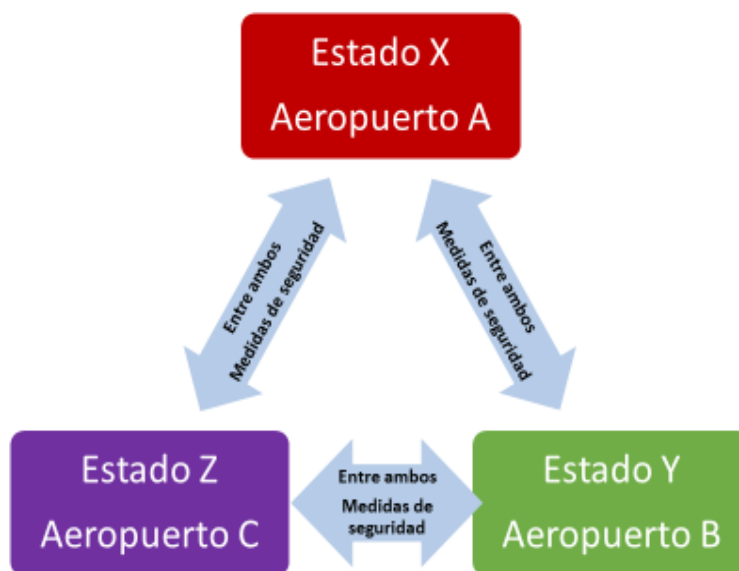 Estado X
Aeropuerto A
Entre ambos
Medidas de seguridad
Entre ambos
Medidas de seguridad
Estado Z
Aeropuerto C
Entre ambos
Medidas de
seguridad
Estado Y
Aeropuerto B